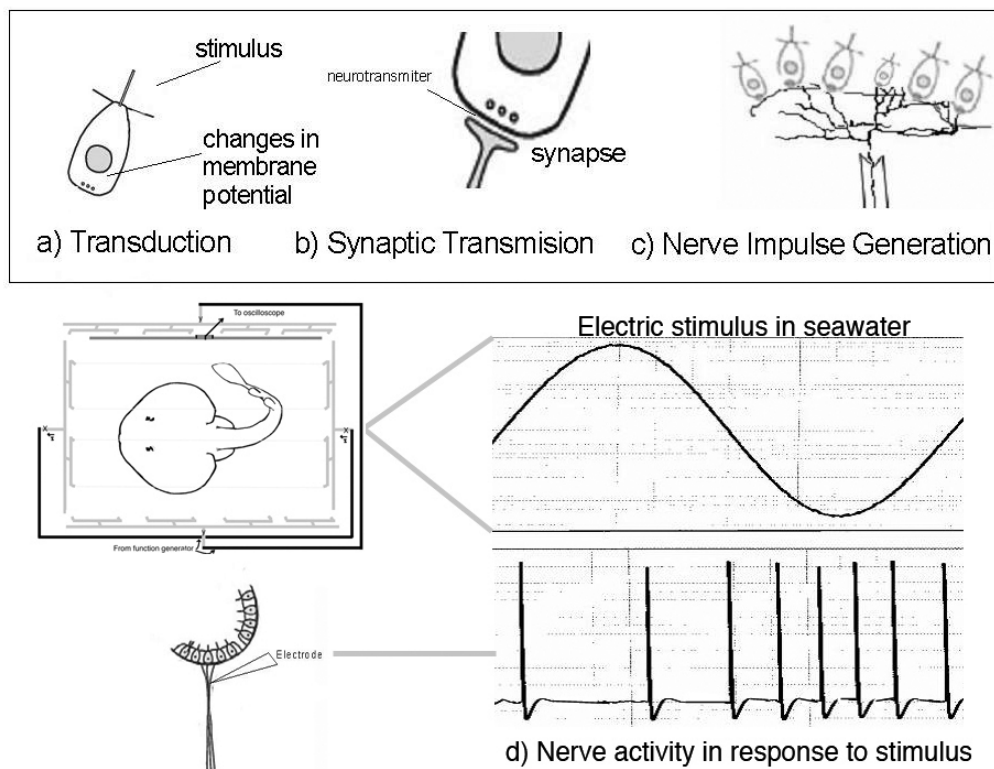 stimulus
changes in
membrane
potential
a) Transduction
neurotransmiter
synapse
b) Synaptic Transmision
c) Nerve Impulse Generation
To oscilloscope
From function generator
Electric stimulus in seawater
Electrode
d) Nerve activity in response to stimulus